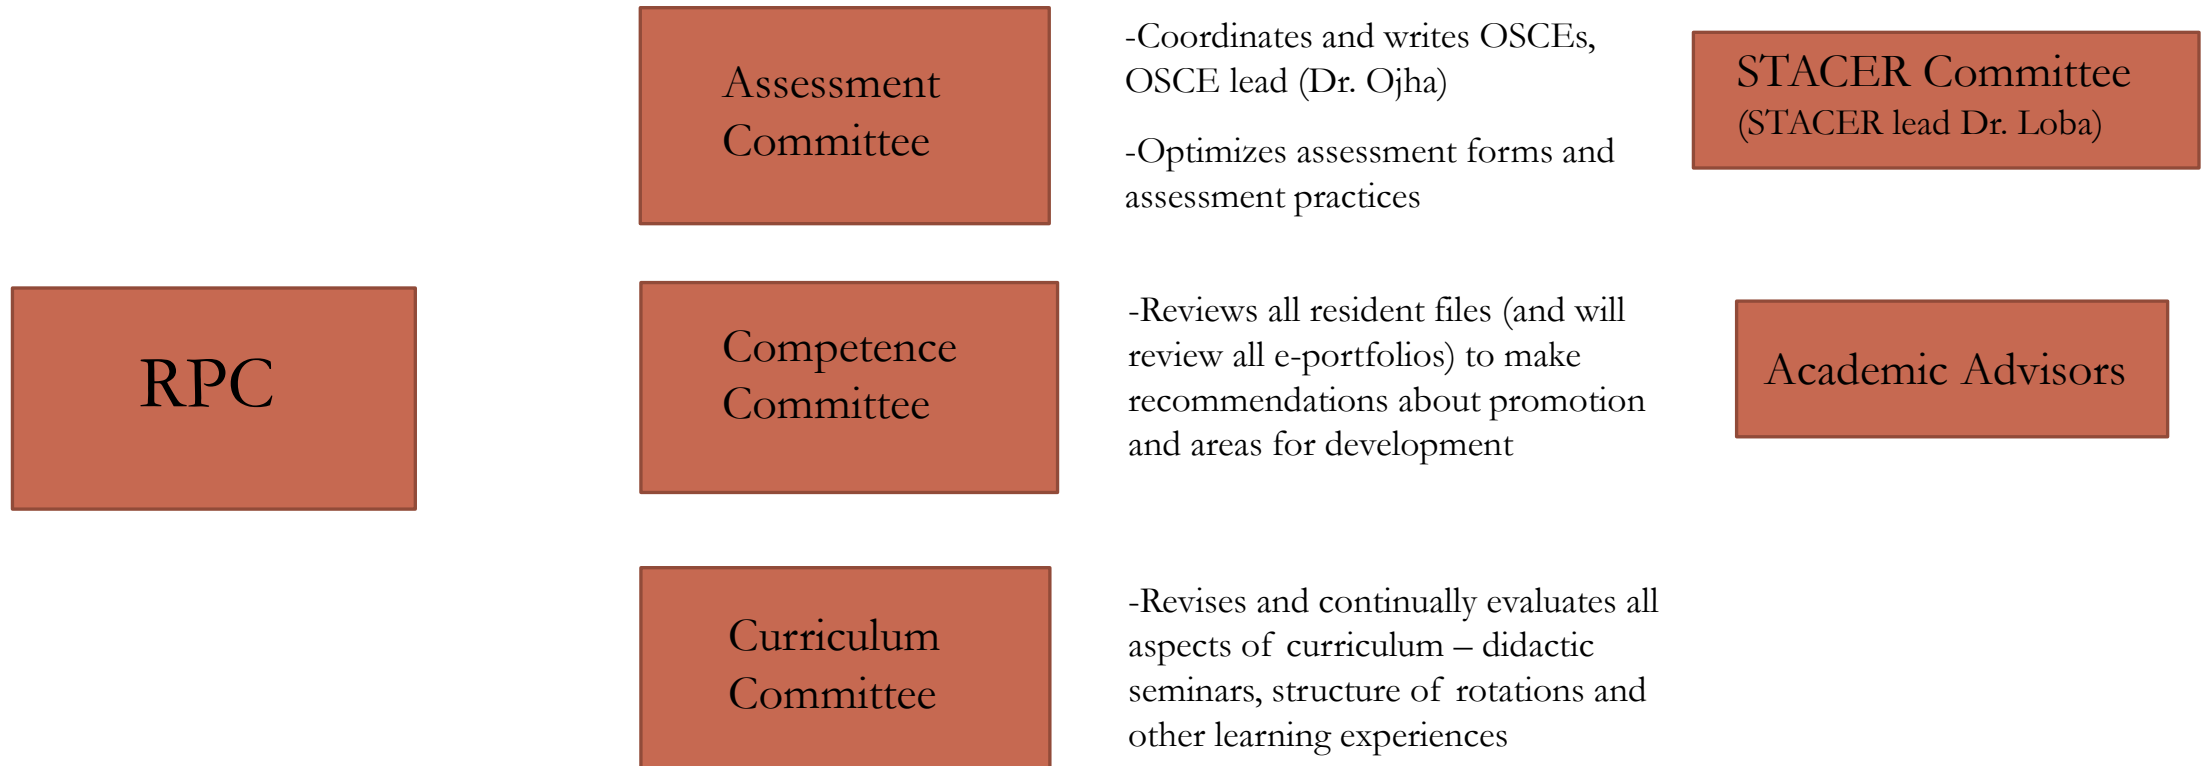 Assessment
Committee
-Coordinates and writes OSCEs,
OSCE lead (Dr. Ojha)
-Optimizes assessment forms and
assessment practices
STACER Committee
(STACER lead Dr. Loba)
RPC
Competence
Committee
-Reviews all resident files (and will
review all e-portfolios) to make
recommendations about promotion
and areas for development
Academic Advisors
Curriculum
Committee
-Revises and continually evaluates all
aspects of curriculum – didactic
seminars, structure of rotations and
other learning experiences